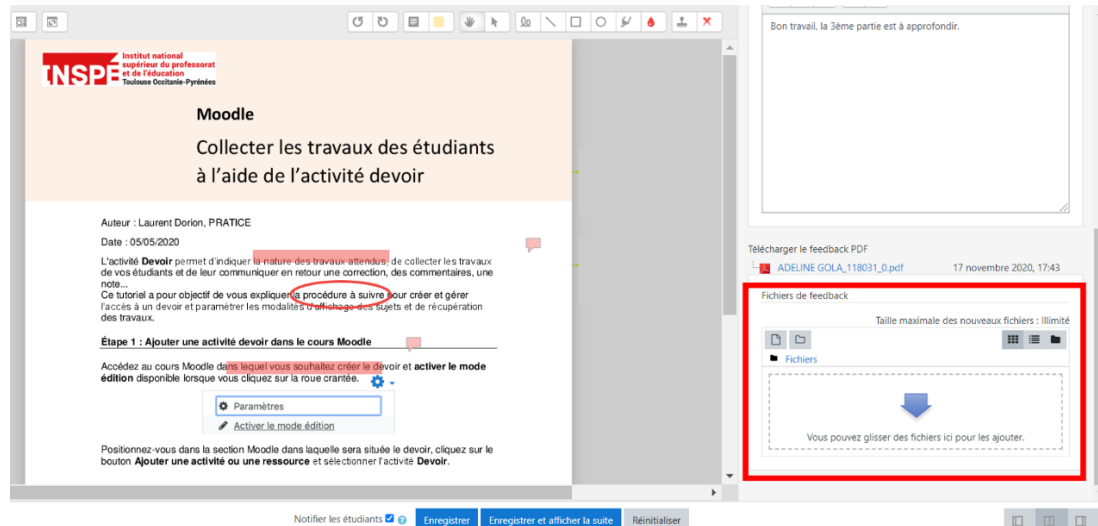 Institut national
supérieur du professorat
et de l'éducation
INSPÉ
Toulouse Occitanie-Pyrénées
Moodle
Collecter les travaux des étudiants
à l'aide de l'activité devoir
Auteur : Laurent Dorion, PRATICE
Date : 05/05/2020
L'activité Devoir permet d'indiquer la nature des travaux attendus, de collecter les travaux
de vos étudiants et de leur communiquer en retour une correction, des commentaires, une
note...
Ce tutoriel a pour objectif de vous expliquer la procédure à suivre pour créer et gérer
l'accès à un devoir et paramétrer les modalités d'affichage des sujets et de récupération
des travaux.
Étape 1 : Ajouter une activité devoir dans le cours Moodle
Accédez au cours Moodle dans lequel vous souhaitez créer le devoir et activer le mode
édition disponible lorsque vous cliquez sur la roue crantée.
Paramètres
Activer le mode édition
Positionnez-vous dans la section Moodle dans laquelle sera située le devoir, cliquez sur le
bouton Ajouter une activité ou une ressource et sélectionner l'activité Devoir.
Bon travail, la 3ème partie est à approfondir.
Télécharger le feedback PDF
ADELINE GOLA_118031_0.pdf 17 novembre 2020, 17:43
Fichiers de feedback
Taille maximale des nouveaux fichiers : Illimité
Fichiers
Vous pouvez glisser des fichiers ici pour les ajouter.
Notifier les étudiants Enregistrer Enregistrer et afficher la suite Réinitialiser